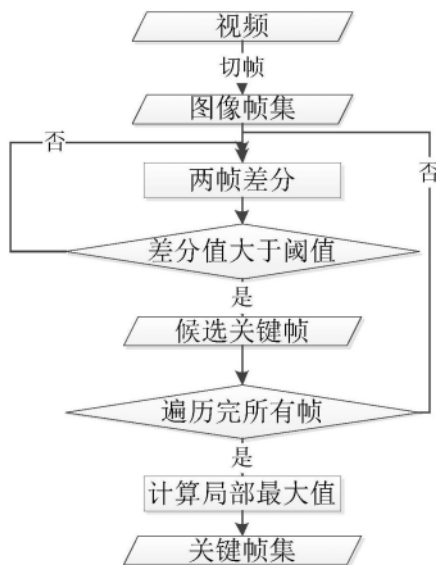 视频
切帧
图像帧集
否
否
两帧差分
差分值大于阈值
是
候选关键帧
遍历完所有帧
是
计算局部最大值
关键帧集